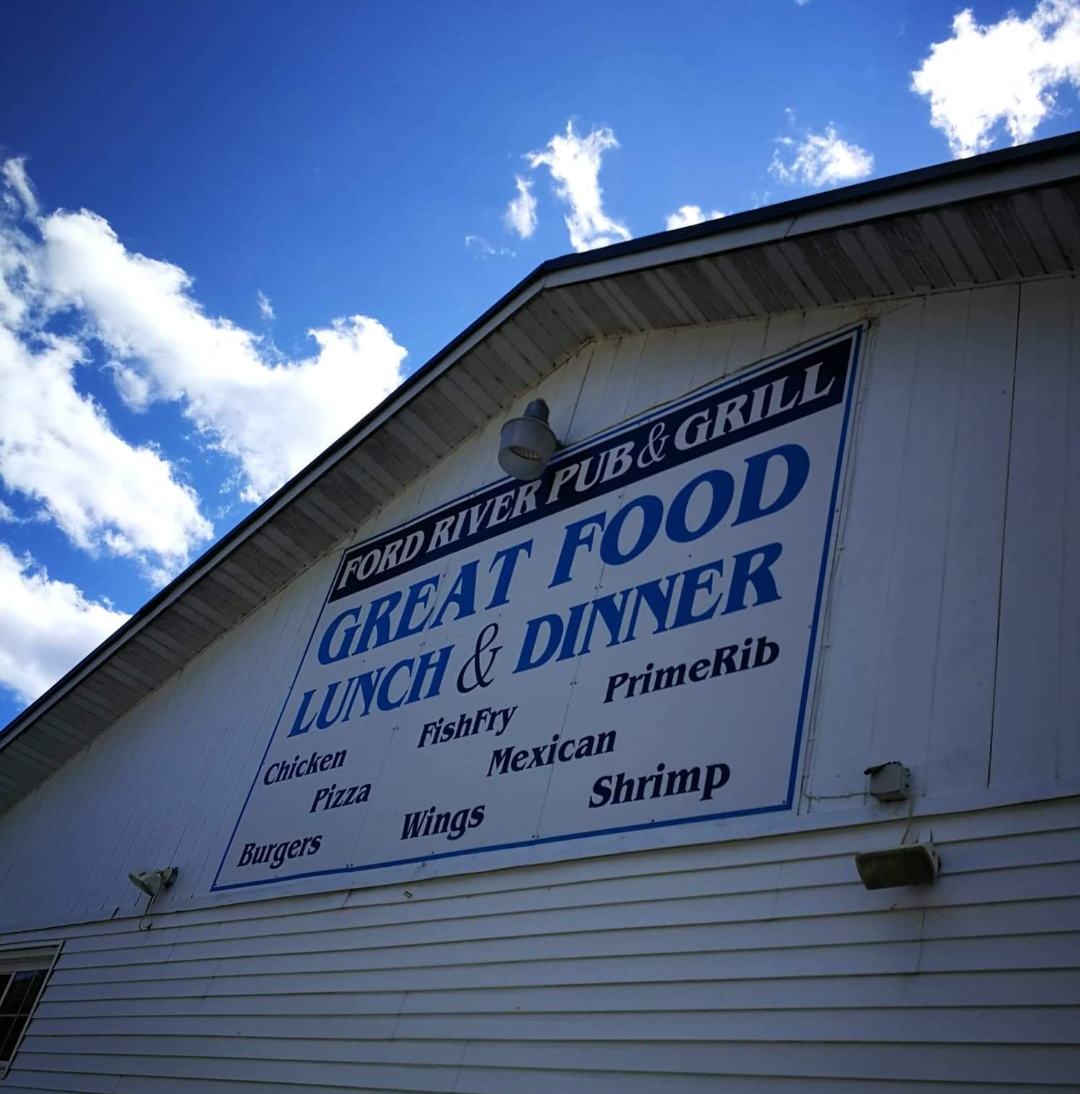 FORD RIVER PUB & GRILL
GREAT FOOD
LUNCH & DINNER
Chicken FishFry PrimeRib
Pizza Mexican
Burgers Wings Shrimp